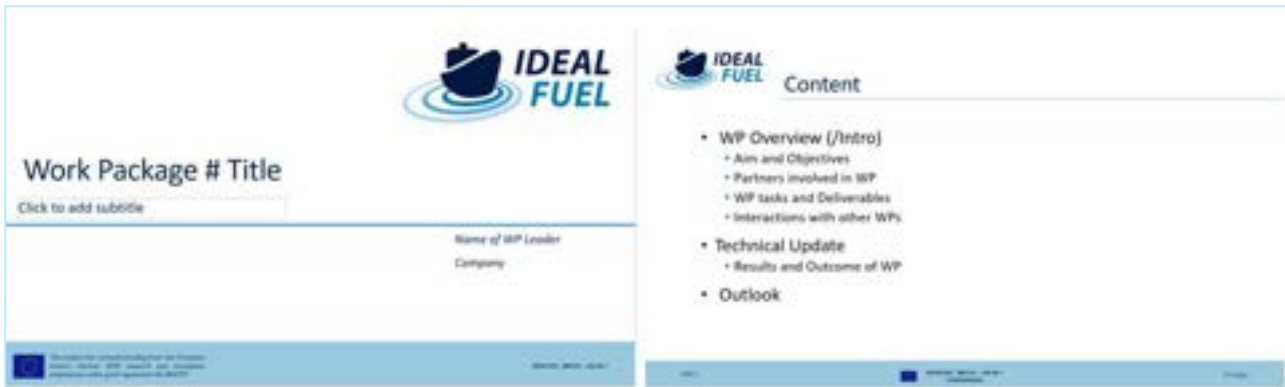 IDEAL
FUEL
Work Package # Title
Click to add subtitle
Name of WP Leader
Company
IDEAL
FUEL
Content
• WP Overview (/Intro)
• Aim and Objectives
• Partners involved in WP
• WP tasks and Deliverables
• Interactions with other WPs
• Technical Update
• Results and Outcome of WP
• Outlook